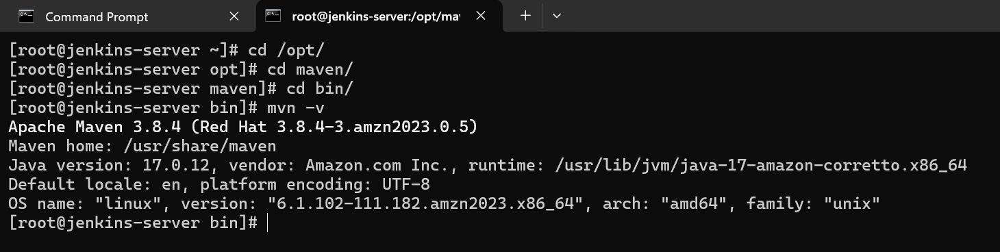 Command Prompt
root@jenkins-server:/opt/ma
[root@jenkins-server ~]# cd /opt/
[root@jenkins-server opt]# cd maven/
[root@jenkins-server maven]# cd bin/
[root@jenkins-server bin]# mvn -v
Apache Maven 3.8.4 (Red Hat 3.8.4-3.amzn2023.0.5)
Maven home: /usr/share/maven
Java version: 17.0.12, vendor: Amazon.com Inc., runtime: /usr/lib/jvm/java-17-amazon-corretto.x86_64
Default locale: en, platform encoding: UTF-8
OS name: "linux", version: "6.1.102-111.182.amzn2023.x86_64", arch: "amd64", family: "unix"
[root@jenkins-server bin]#